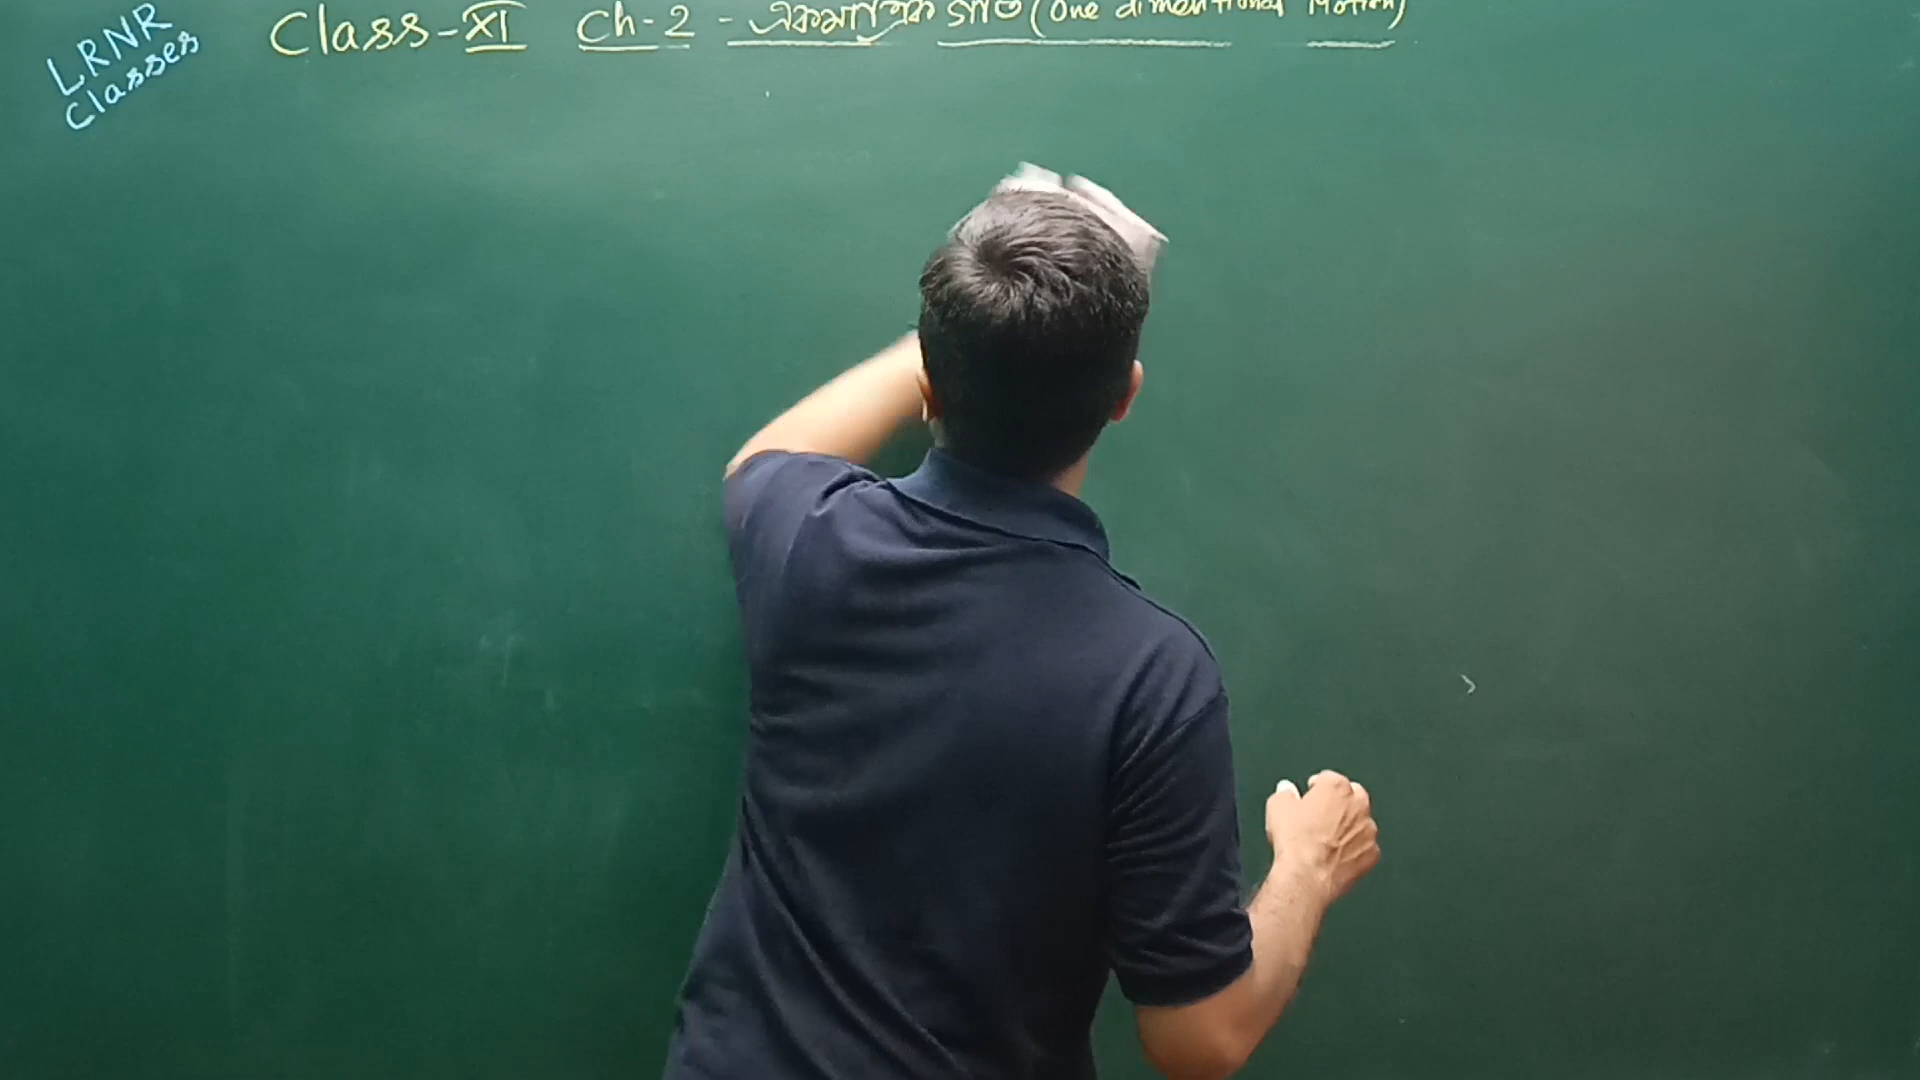 LRNR
Classes
Class-XI Ch-2 - একমাত্রিক গতি (One dimentional Motion)